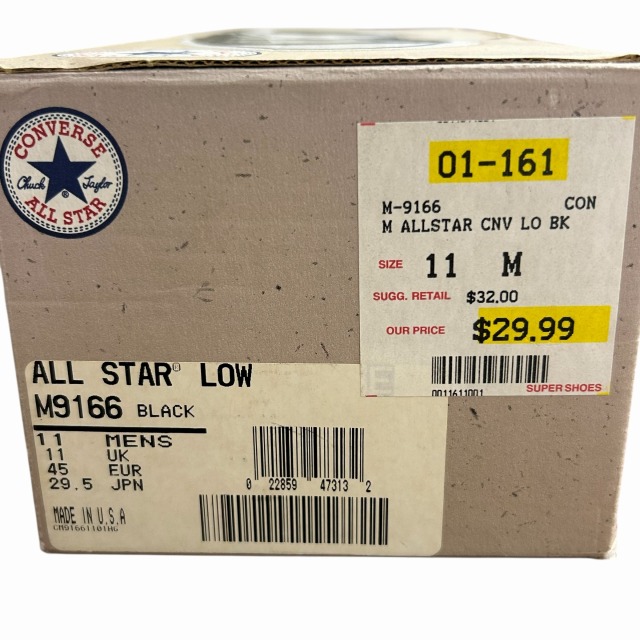 CONVERSE
Chuck Taylor
ALL STAR
01-161
M-9166 CON
M ALLSTAR CNV LO BK
SIZE 11 M
SUGG. RETAIL $32.00
OUR PRICE $29.99
0011611001
SUPER SHOES
ALL STAR® LOW
M9166 BLACK
11 MENS
11 UK
45 EUR
29.5 JPN
0 22859 47313 2
MADE IN U.S.A
CM91661101HG